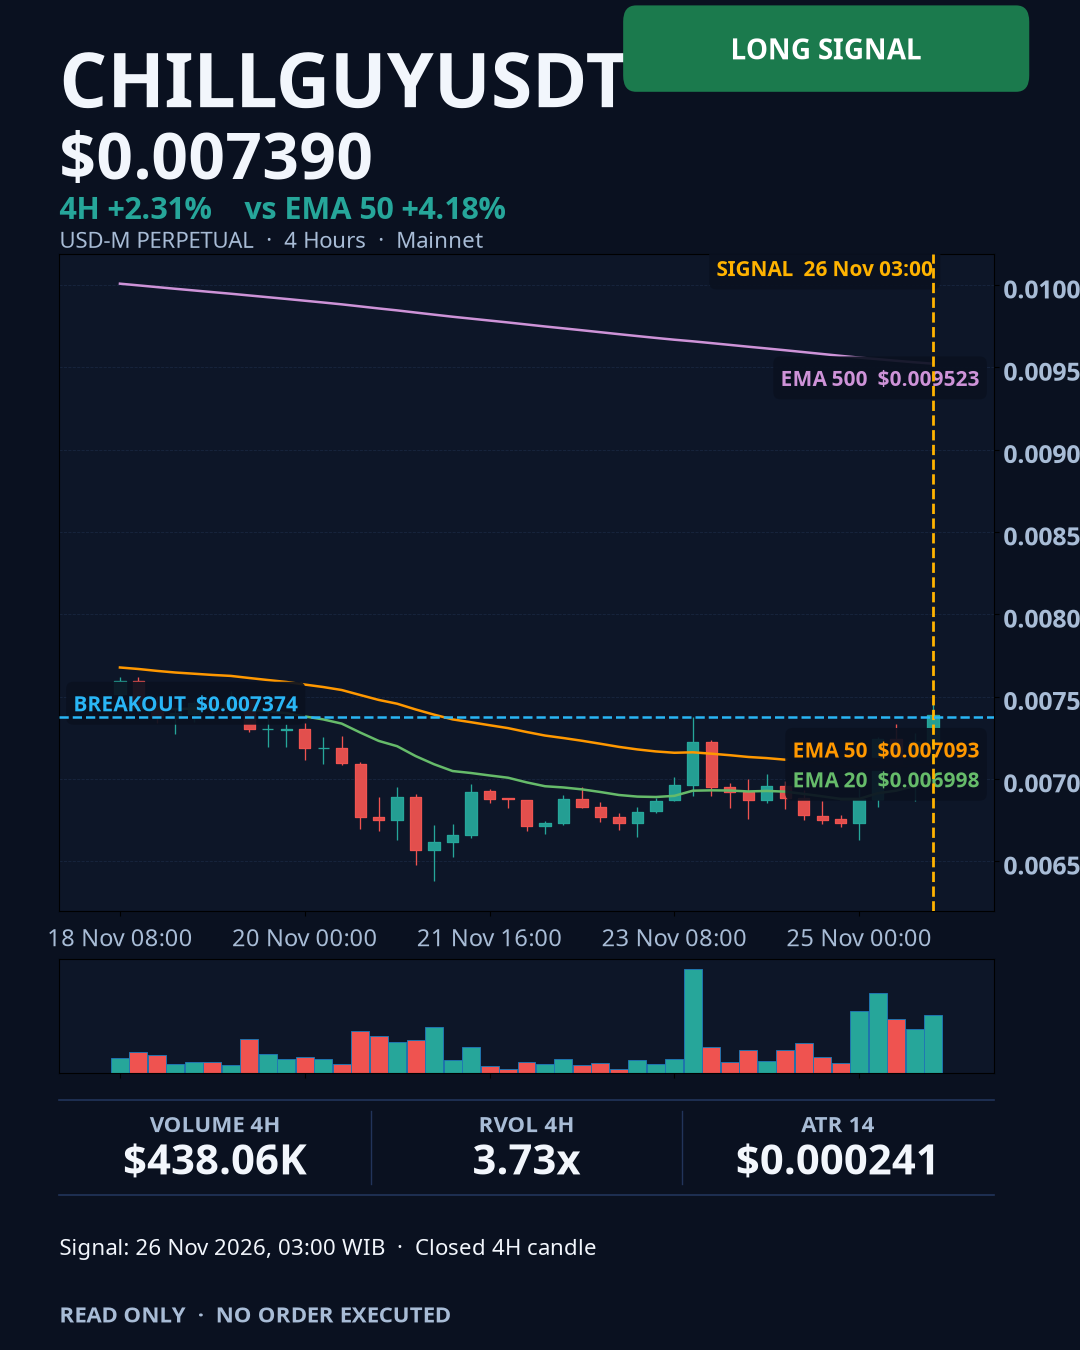 CHILLGUYUSDT
LONG SIGNAL
$0.007390
4H +2.31% vs EMA 50 +4.18%
USD-M PERPETUAL · 4 Hours · Mainnet
SIGNAL 26 Nov 03:00
0.0100
EMA 500 $0.009523
0.0095
0.0090
0.0085
0.0080
BREAKOUT $0.007374
0.0075
EMA 50 $0.007093
EMA 20 $0.006998
0.0070
0.0065
18 Nov 08:00 20 Nov 00:00 21 Nov 16:00 23 Nov 08:00 25 Nov 00:00
VOLUME 4H RVOL 4H ATR 14
$438.06K 3.73x $0.000241
Signal: 26 Nov 2026, 03:00 WIB · Closed 4H candle
READ ONLY · NO ORDER EXECUTED